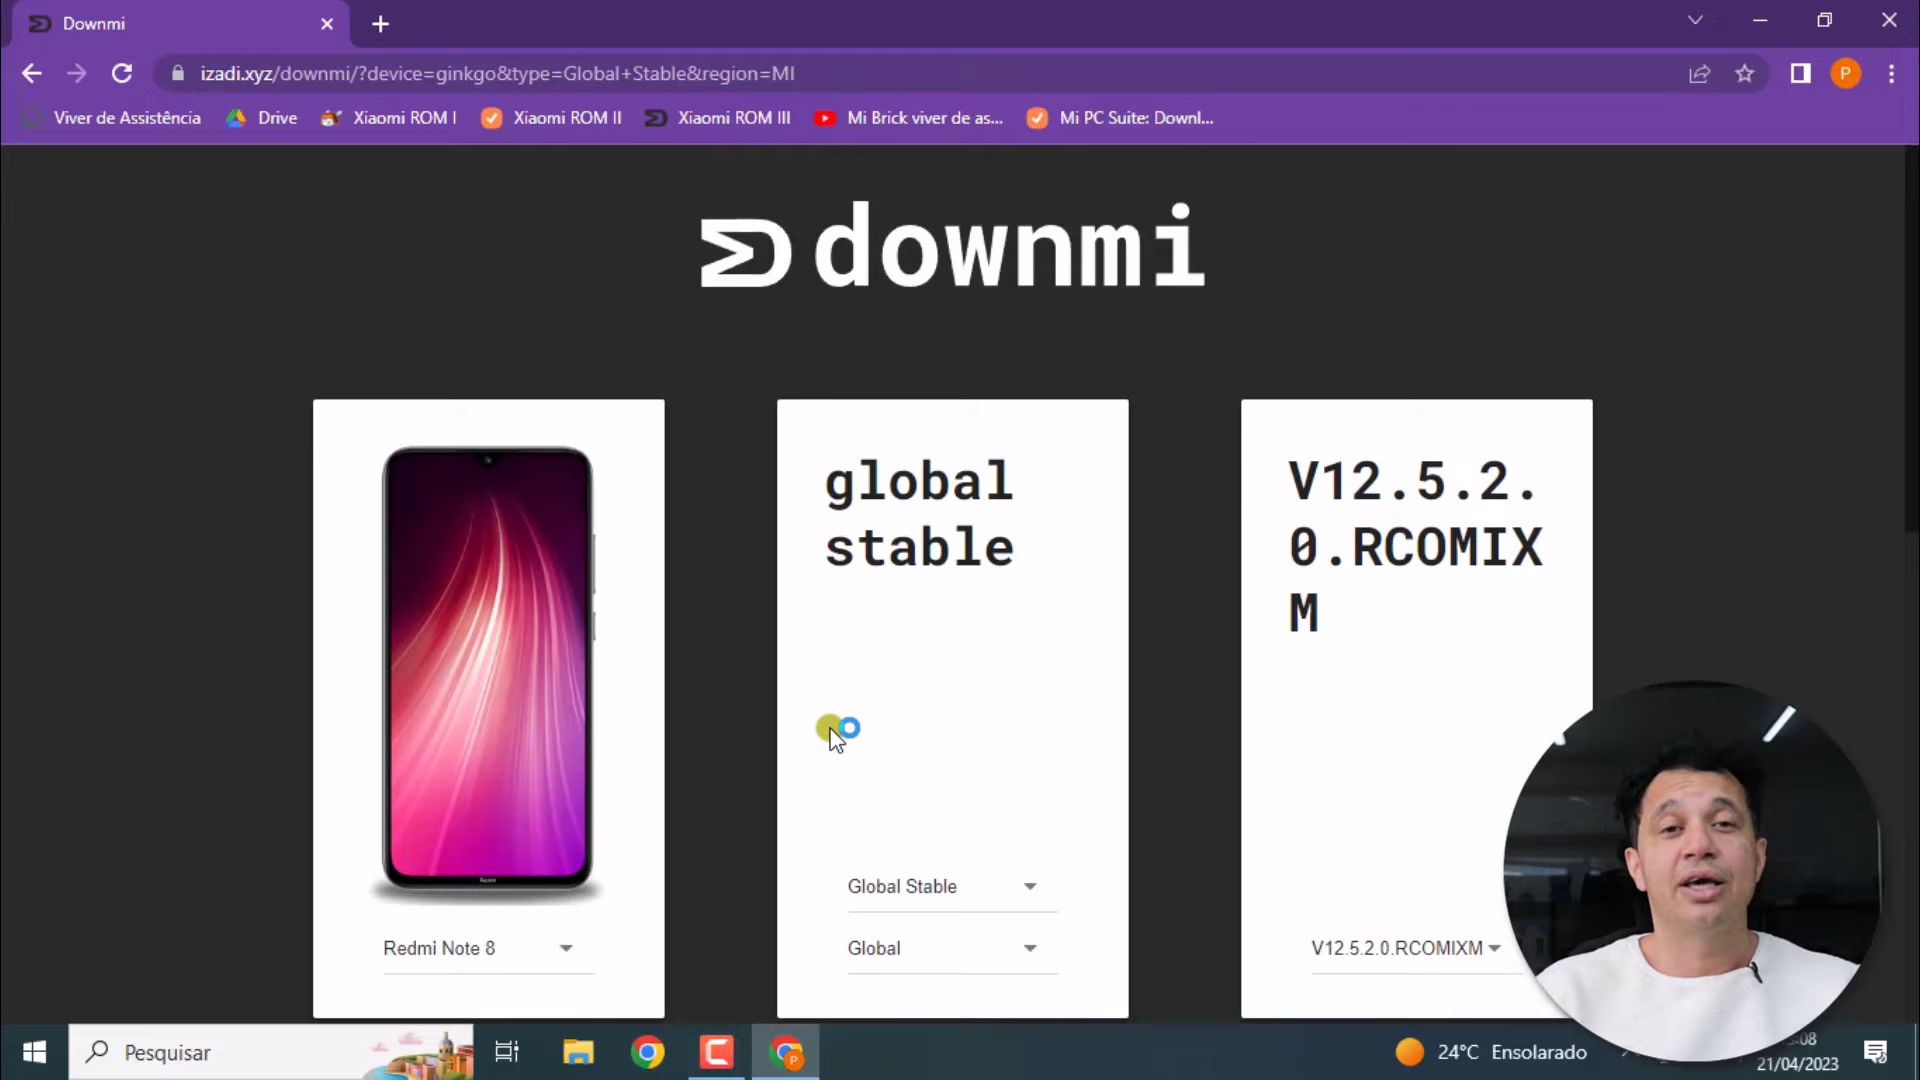 Downmi
izadi.xyz/downmi/?device=ginkgo&type=Global+Stable&region=MI
P
Viver de Assistência
Drive
Xiaomi ROM I
Xiaomi ROM II
Xiaomi ROM III
Mi Brick viver de as...
Mi PC Suite: Downl...
downmi
global
stable
V12.5.2.
0.RCOMIX
M
Redmi
Global Stable
Redmi Note 8
Global
V12.5.2.0.RCOMIXM
Pesquisar
P
24°C Ensolarado
21/04/2023